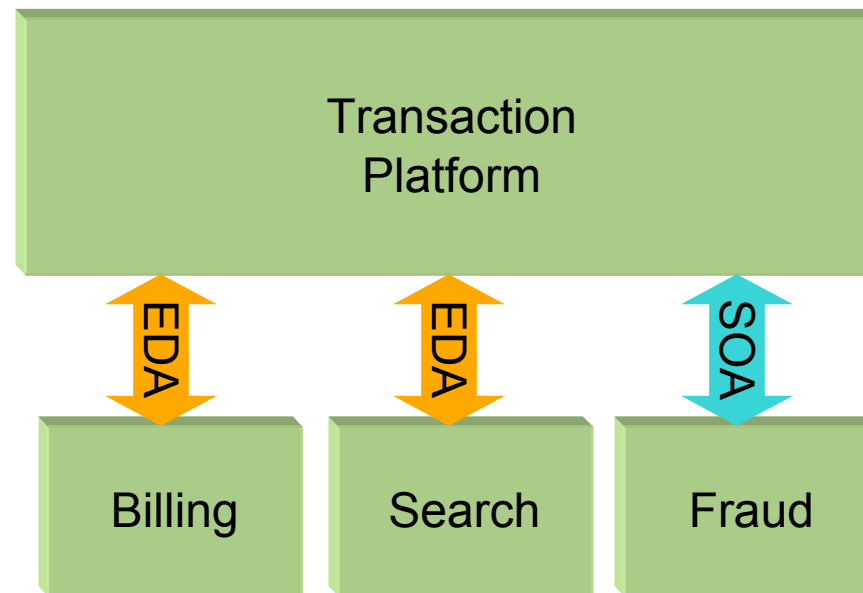 Transaction
Platform
EDA
EDA
SOA
Billing
Search
Fraud